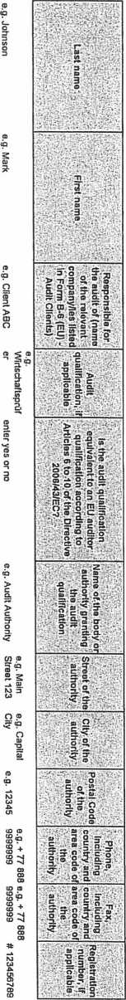 Last name
First name
Responsible for
the audit of (name
of the relevant
company/ies listed
in Form B-6 (EU) -
Audit Clients)
Audit
qualification, if
applicable
Is the audit qualification
equivalent to an EU auditor
qualification according to
Articles 6 to 10 of the Directive
2006/43/EC?
Name of the body or
authority granting
the audit
qualification
Street of the
authority
City of the
authority
Postal Code
of the
authority
Phone,
including
country and
area code of
the
authority
Fax,
including
country and
area code of
the
authority
Registration
number, if
applicable
e.g. Johnson
e.g. Mark
e.g. Client ABC
e.g.
Wirtschaftsprüf
er
enter yes or no
e.g. Audit Authority
e.g. Main
Street 123
e.g. Capital
City
e.g. 12345
e.g. + 77 888
9999999
e.g. + 77 888
9999999
# 123456789